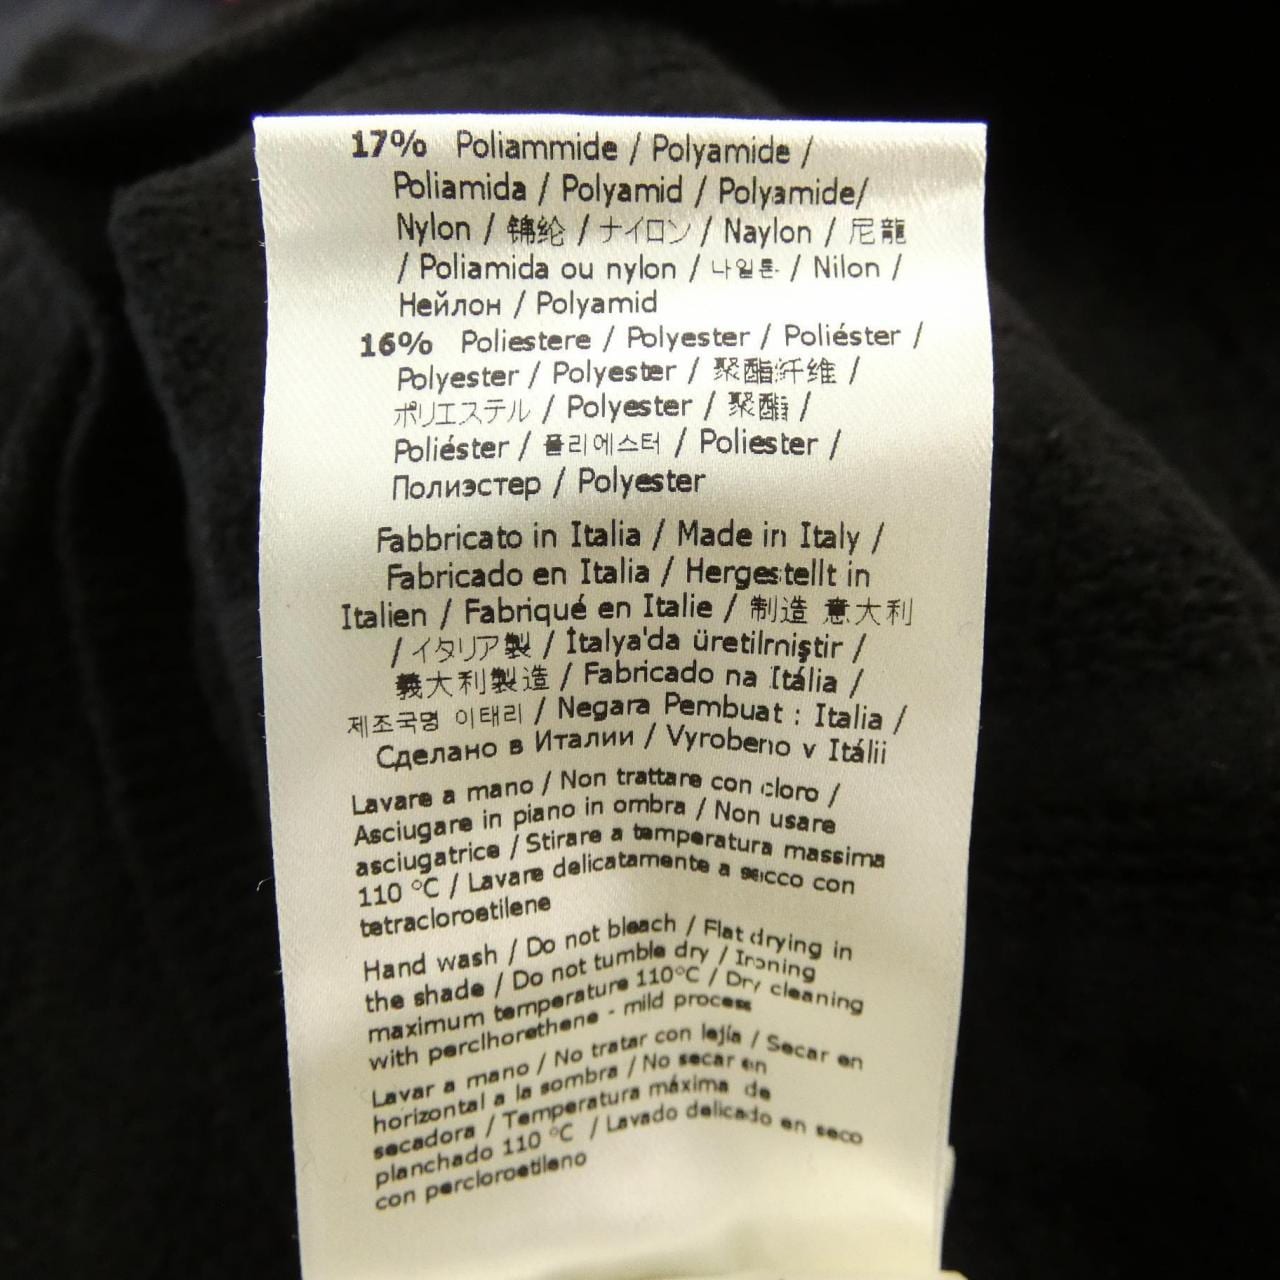 17% Poliammide / Polyamide /
Poliamida / Polyamid / Polyamide/
Nylon / 锦纶 / ナイロン / Naylon / 尼龍
/ Poliamida ou nylon / 나일론 / Nilon /
Нейлон / Polyamid
16% Poliestere / Polyester / Poliéster /
Polyester / Polyester / 聚酯纤维 /
ポリエステル / Polyester / 聚酯 /
Poliéster / 폴리에스터 / Poliester /
Полиэстер / Polyester
Fabbricato in Italia / Made in Italy /
Fabricado en Italia / Hergestellt in
Italien / Fabriqué en Italie / 制造 意大利
/ イタリア製 / İtalya'da üretilmiştir /
義大利製造 / Fabricado na Itália /
제조국명 이태리 / Negara Pembuat : Italia /
Сделано в Италии / Vyrobeno v Itálii
Lavare a mano / Non trattare con cloro /
Asciugare in piano in ombra / Non usare
asciugatrice / Stirare a temperatura massima
110 °C / Lavare delicatamente a secco con
tetracloroetilene
Hand wash / Do not bleach / Flat drying in
the shade / Do not tumble dry / Ironing
maximum temperature 110°C / Dry cleaning
with perclhorethene - mild process
Lavar a mano / No tratar con lejía / Secar en
horizontal a la sombra / No secar en
secadora / Temperatura máxima de
planchado 110 °C / Lavado delicado en seco
con percloroetileno